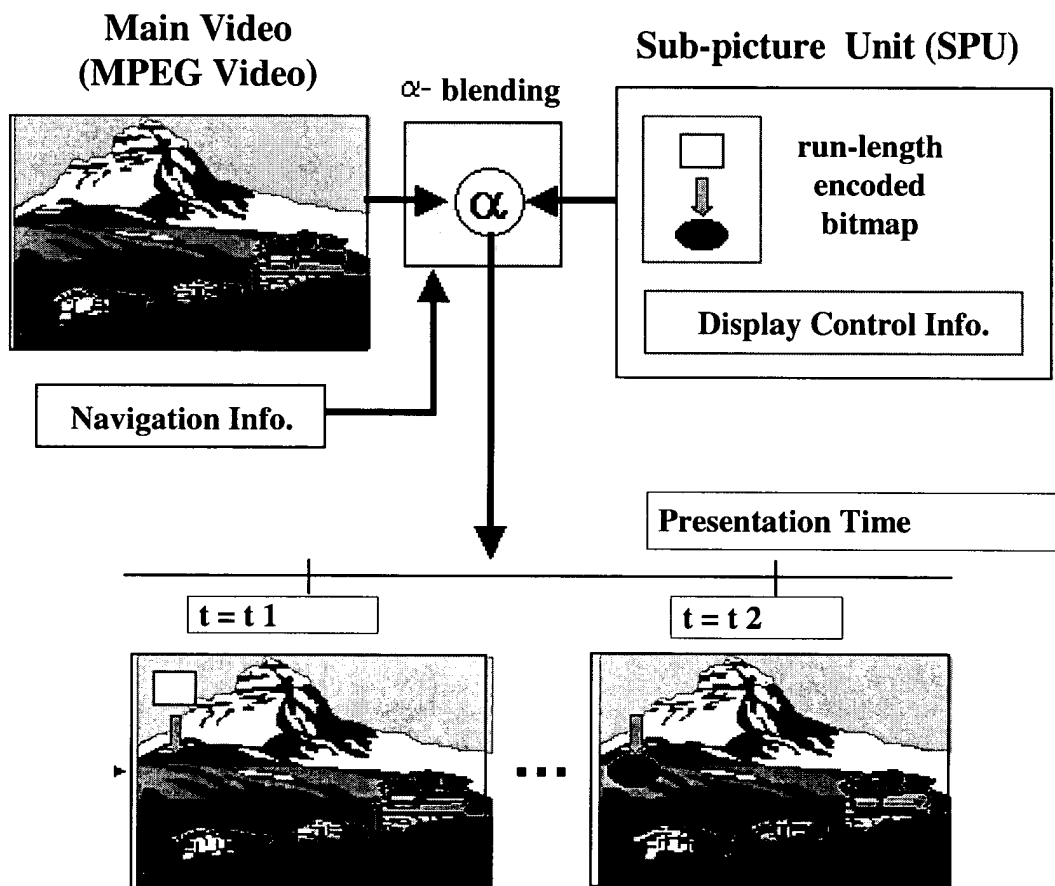 Main Video
(MPEG Video)
Sub-picture Unit (SPU)
α- blending
α
run-length
encoded
bitmap
Display Control Info.
Navigation Info.
Presentation Time
t = t 1
t = t 2